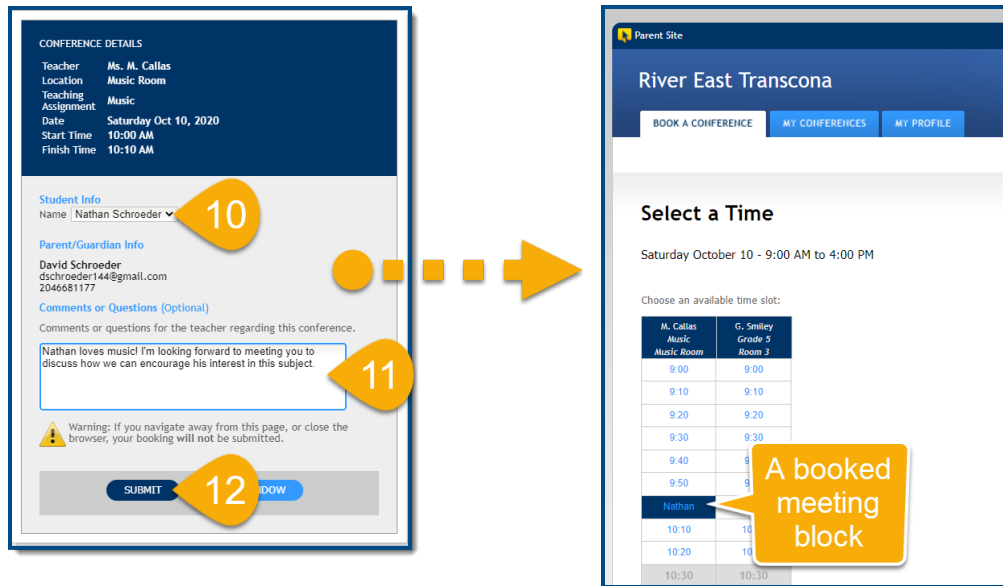 CONFERENCE DETAILS
Teacher Ms. M. Callas
Location Music Room
Teaching Assignment Music
Date Saturday Oct 10, 2020
Start Time 10:00 AM
Finish Time 10:10 AM
Student Info
Name Nathan Schroeder
10
Parent/Guardian Info
David Schroeder
dschroeder144@gmail.com
2046681177
Comments or Questions (Optional)
Comments or questions for the teacher regarding this conference.
Nathan loves music! I'm looking forward to meeting you to
discuss how we can encourage his interest in this subject.
11
Warning: If you navigate away from this page, or close the
browser, your booking will not be submitted.
SUBMIT
12
Parent Site
River East Transcona
BOOK A CONFERENCE MY CONFERENCES MY PROFILE
Select a Time
Saturday October 10 - 9:00 AM to 4:00 PM
Choose an available time slot:
M. Callas G. Smiley
Music Grade 5
Music Room Room 3
9:00 9:00
9:10 9:10
9:20 9:20
9:30 9:30
9:40
9:50
Nathan
10:10
10:20
10:30 10:30
A booked
meeting
block